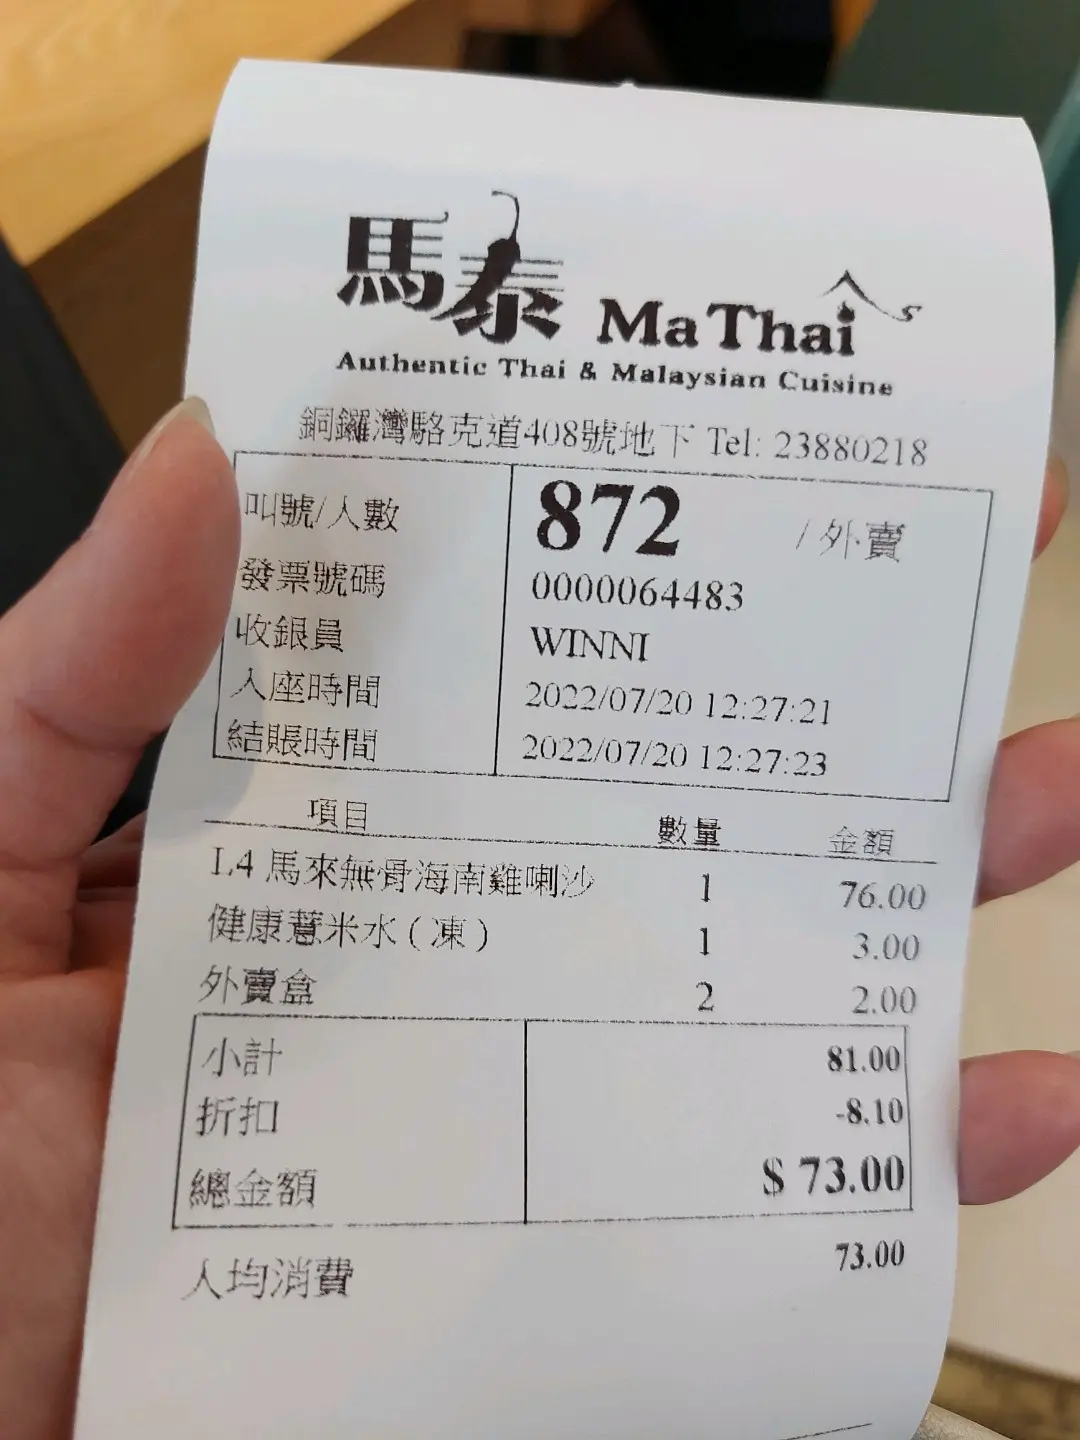 馬泰 Ma Thai's
Authentic Thai & Malaysian Cuisine
銅鑼灣駱克道408號地下 Tel: 23880218
叫號/人數 872 / 外賣
發票號碼 0000064483
收銀員 WINNI
入座時間 2022/07/20 12:27:21
結賬時間 2022/07/20 12:27:23
項目 數量 金額
L4 馬來無骨海南雞喇沙 1 76.00
健康薏米水(凍) 1 3.00
外賣盒 2 2.00
小計 81.00
折扣 -8.10
總金額 $ 73.00
人均消費 73.00